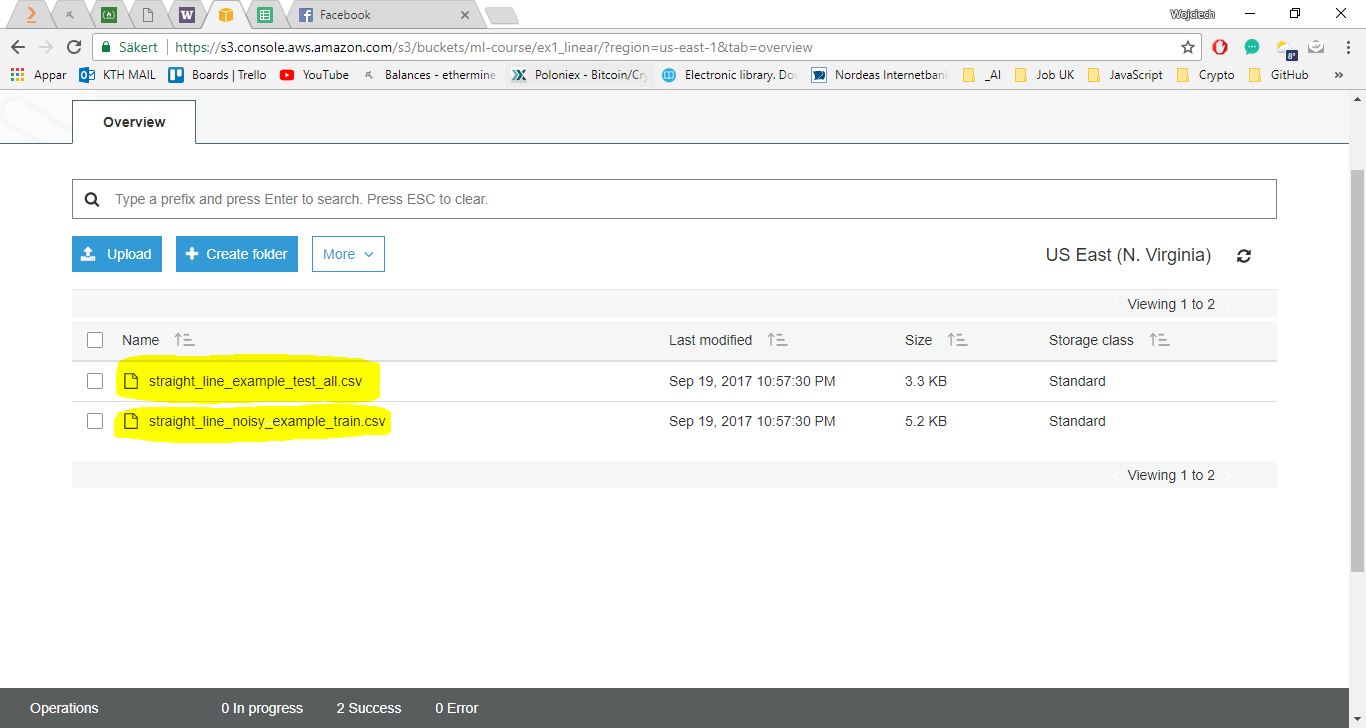 Facebook
Wojciech
Säkert https://s3.console.aws.amazon.com/s3/buckets/ml-course/ex1_linear/?region=us-east-1&tab=overview
8°
Appar KTH MAIL Boards | Trello YouTube Balances - ethermine Poloniex - Bitcoin/Cry Electronic library. Do Nordeas Internetbank _AI Job UK JavaScript Crypto GitHub »
Overview
Type a prefix and press Enter to search. Press ESC to clear.
Upload Create folder More US East (N. Virginia)
Viewing 1 to 2
Name Last modified Size Storage class
straight_line_example_test_all.csv Sep 19, 2017 10:57:30 PM 3.3 KB Standard
straight_line_noisy_example_train.csv Sep 19, 2017 10:57:30 PM 5.2 KB Standard
Viewing 1 to 2
Operations 0 In progress 2 Success 0 Error